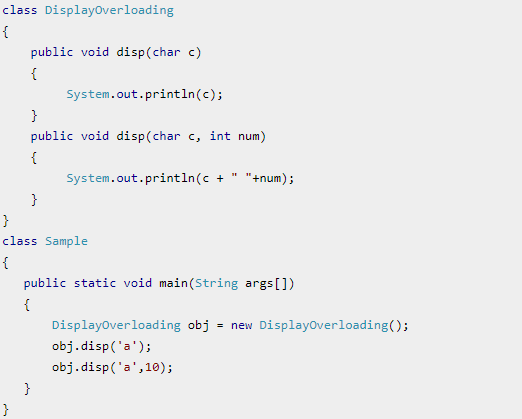 class DisplayOverloading
{
    public void disp(char c)
    {
         System.out.println(c);
    }
    public void disp(char c, int num)
    {
         System.out.println(c + " "+num);
    }
}
class Sample
{
   public static void main(String args[])
   {
       DisplayOverloading obj = new DisplayOverloading();
       obj.disp('a');
       obj.disp('a',10);
   }
}